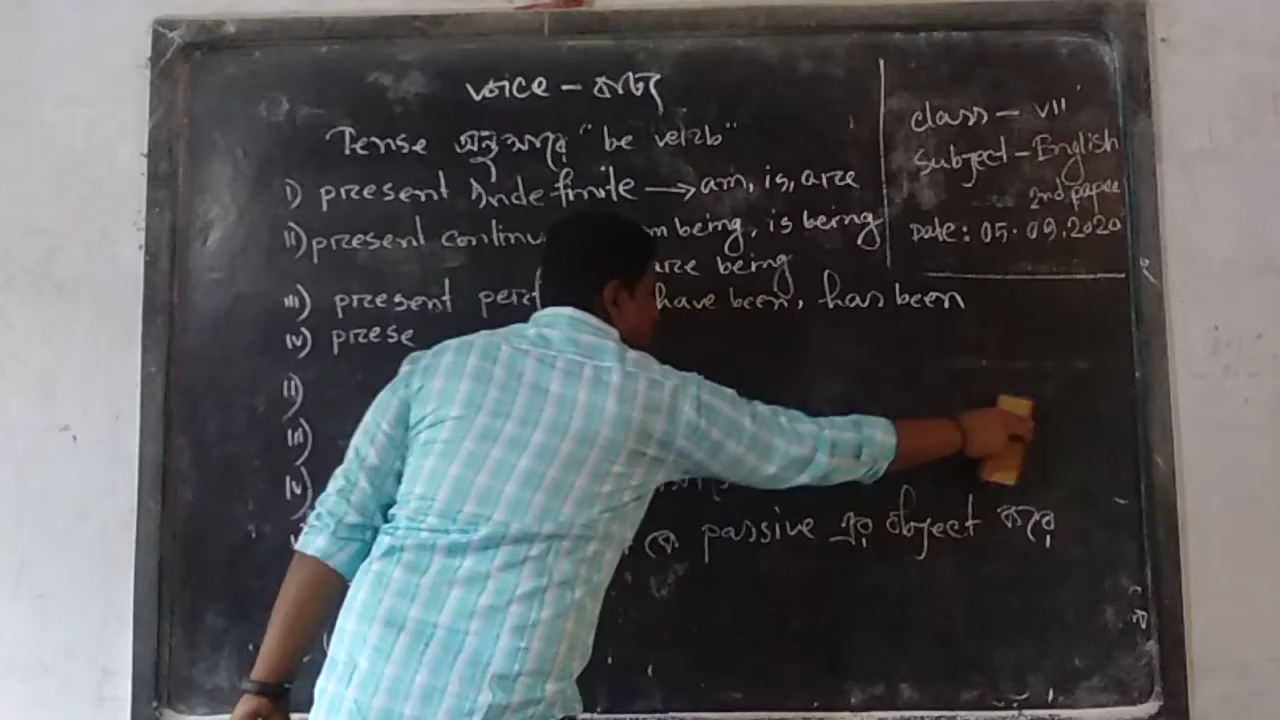 voice - বাচ্য
Tense অনুসারে "be verb"
i) present Indefinite → am, is, are
ii) present continu
being, is being
are being
iii) present perf
have been, has been
iv) prese
ii)
iii)
iv)
কে passive এর object করে
class - VII
Subject - English
2nd paper
Date: 05.09.2020